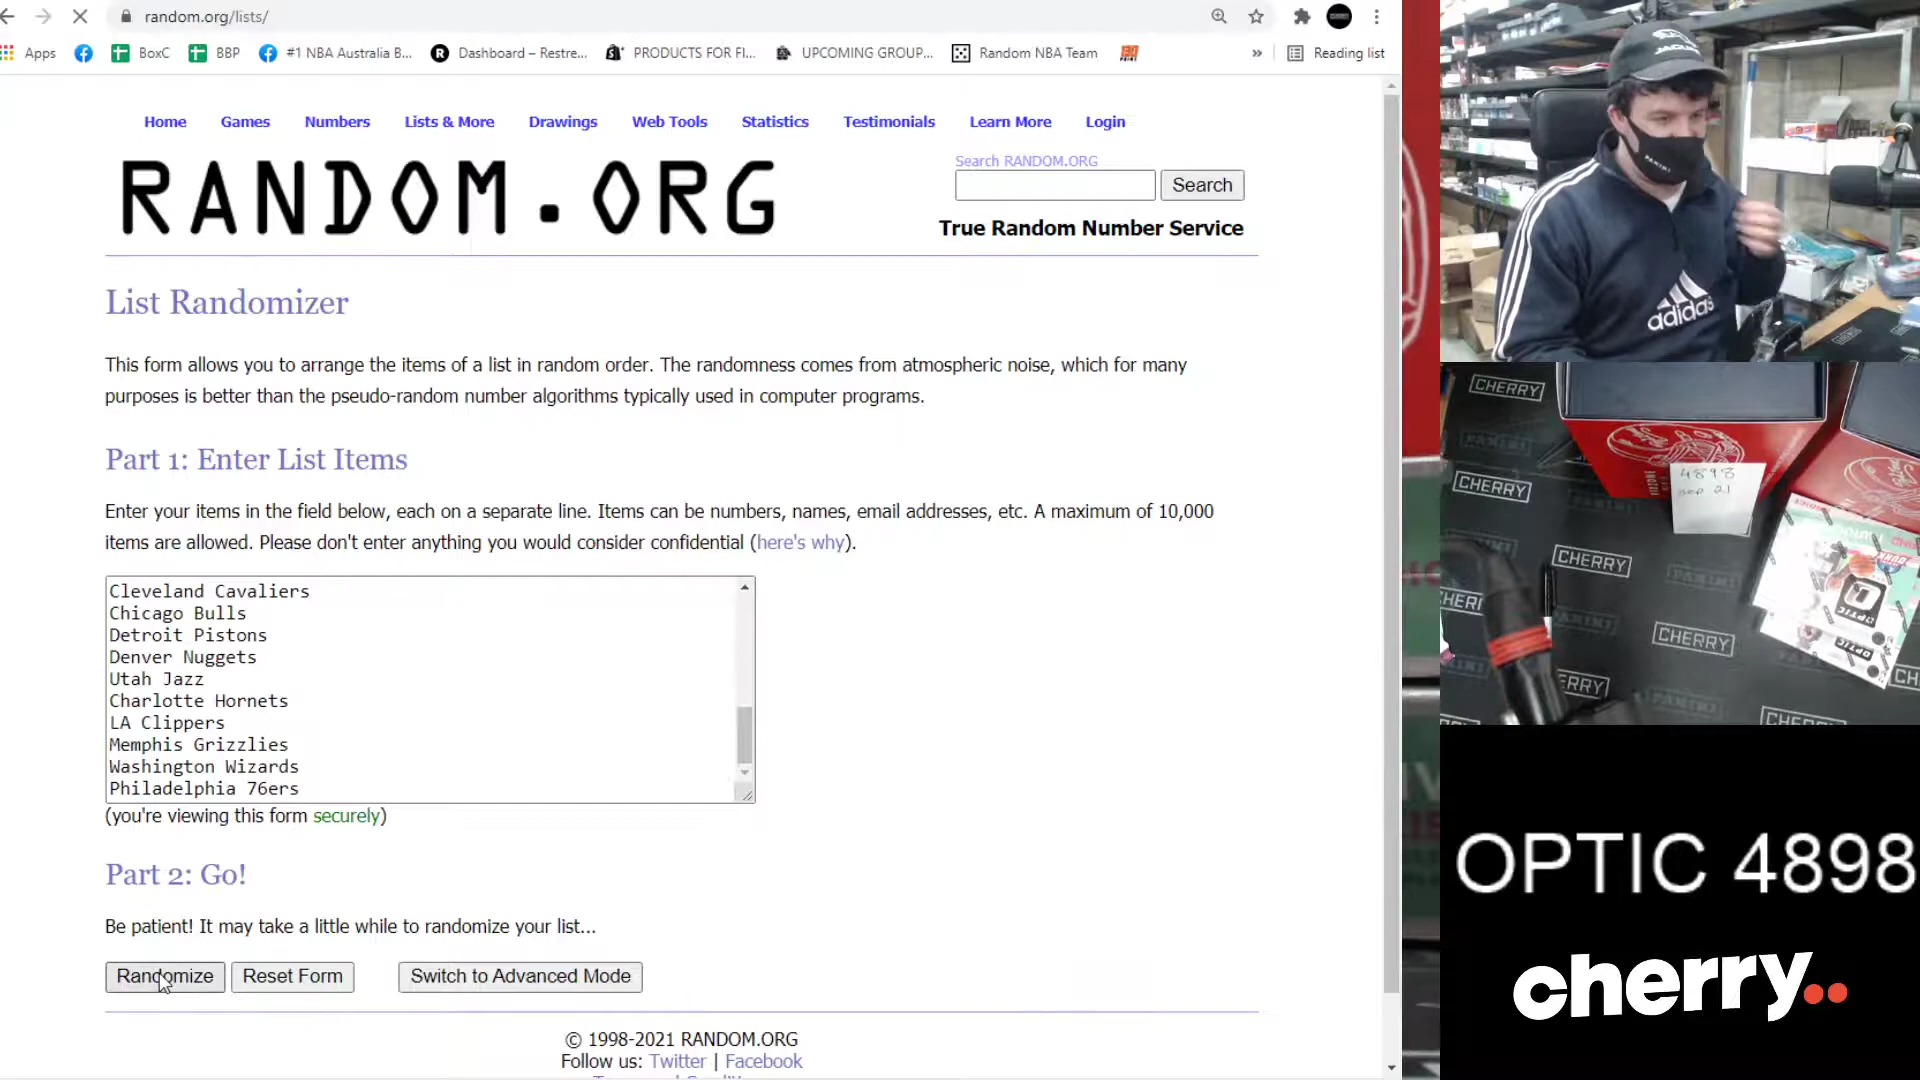 random.org/lists/
Apps BoxC BBP #1 NBA Australia B... Dashboard – Restre... PRODUCTS FOR FI... UPCOMING GROUP... Random NBA Team » Reading list
Home Games Numbers Lists & More Drawings Web Tools Statistics Testimonials Learn More Login
RANDOM.ORG
Search RANDOM.ORG
Search
True Random Number Service
List Randomizer
This form allows you to arrange the items of a list in random order. The randomness comes from atmospheric noise, which for many
purposes is better than the pseudo-random number algorithms typically used in computer programs.
Part 1: Enter List Items
Enter your items in the field below, each on a separate line. Items can be numbers, names, email addresses, etc. A maximum of 10,000
items are allowed. Please don't enter anything you would consider confidential (here's why).
Cleveland Cavaliers
Chicago Bulls
Detroit Pistons
Denver Nuggets
Utah Jazz
Charlotte Hornets
LA Clippers
Memphis Grizzlies
Washington Wizards
Philadelphia 76ers
(you're viewing this form securely)
Part 2: Go!
Be patient! It may take a little while to randomize your list...
Randomize Reset Form Switch to Advanced Mode
© 1998-2021 RANDOM.ORG
Follow us: Twitter | Facebook
PANINI
adidas
CHERRY
4898
CHERRY
CHERRY
CHERRY
OPTIC
OPTIC 4898
cherry